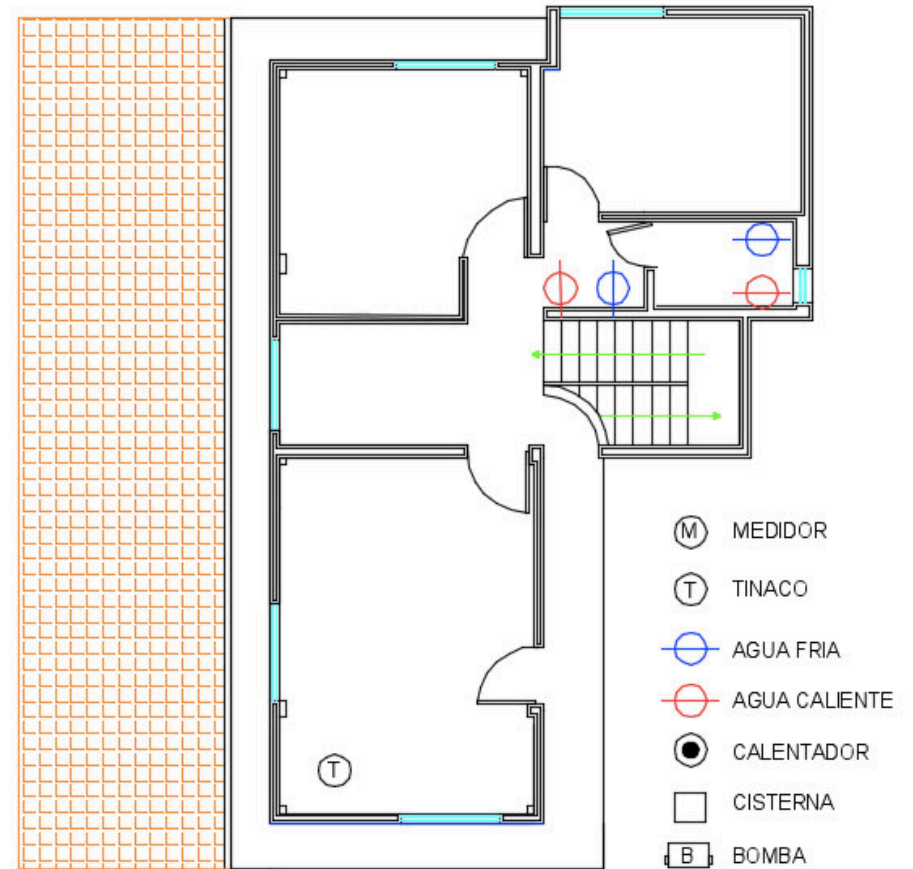 M MEDIDOR
T TINACO
AGUA FRIA
AGUA CALIENTE
CALENTADOR
CISTERNA
T
B BOMBA